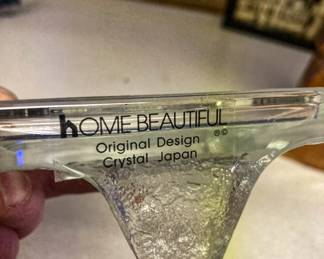 hOME BEAUTIFUL
®©
Original Design
Crystal Japan